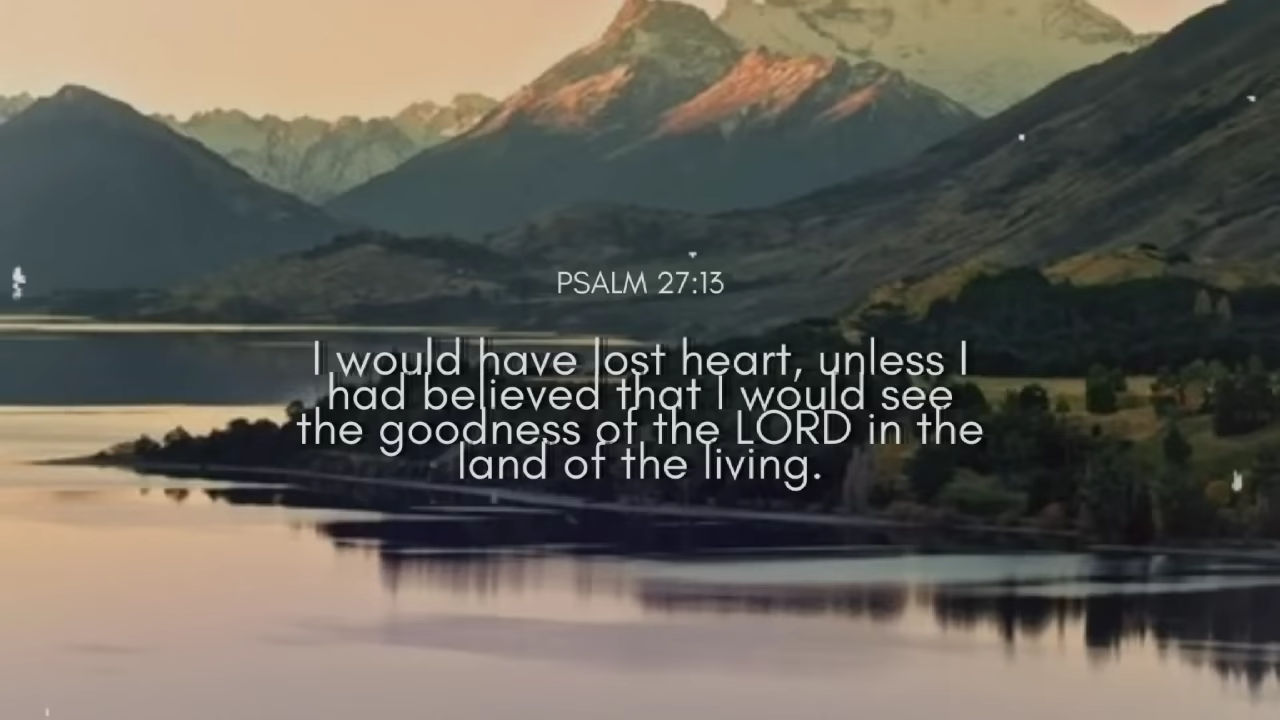 PSALM 27:13
I would have lost heart, unless I
had believed that I would see
the goodness of the LORD in the
land of the living.